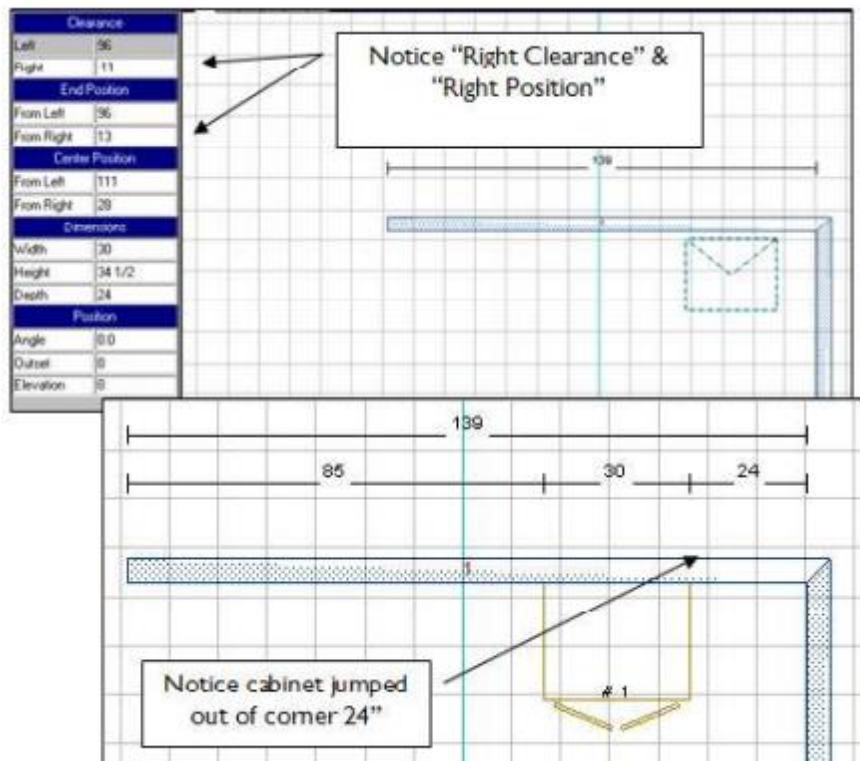 Clearance
Left 96
Right -11
End Position
From Left 96
From Right 13
Center Position
From Left 111
From Right 28
Dimensions
Width 30
Height 34 1/2
Depth 24
Position
Angle 0.0
Outset 0
Elevation 0
Notice “Right Clearance” &
“Right Position”
139
139
85 30 24
1
# 1
Notice cabinet jumped
out of corner 24”